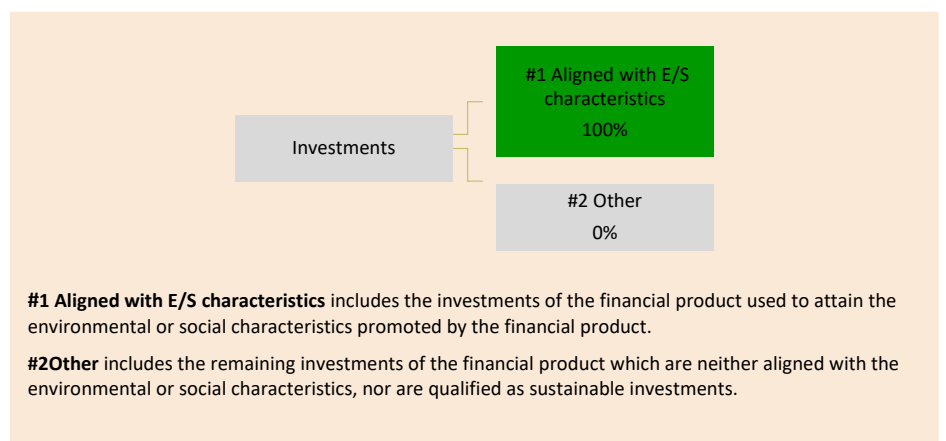 #1 Aligned with E/S
characteristics
100%
Investments
#2 Other
0%
#1 Aligned with E/S characteristics includes the investments of the financial product used to attain the
environmental or social characteristics promoted by the financial product.
#2Other includes the remaining investments of the financial product which are neither aligned with the
environmental or social characteristics, nor are qualified as sustainable investments.